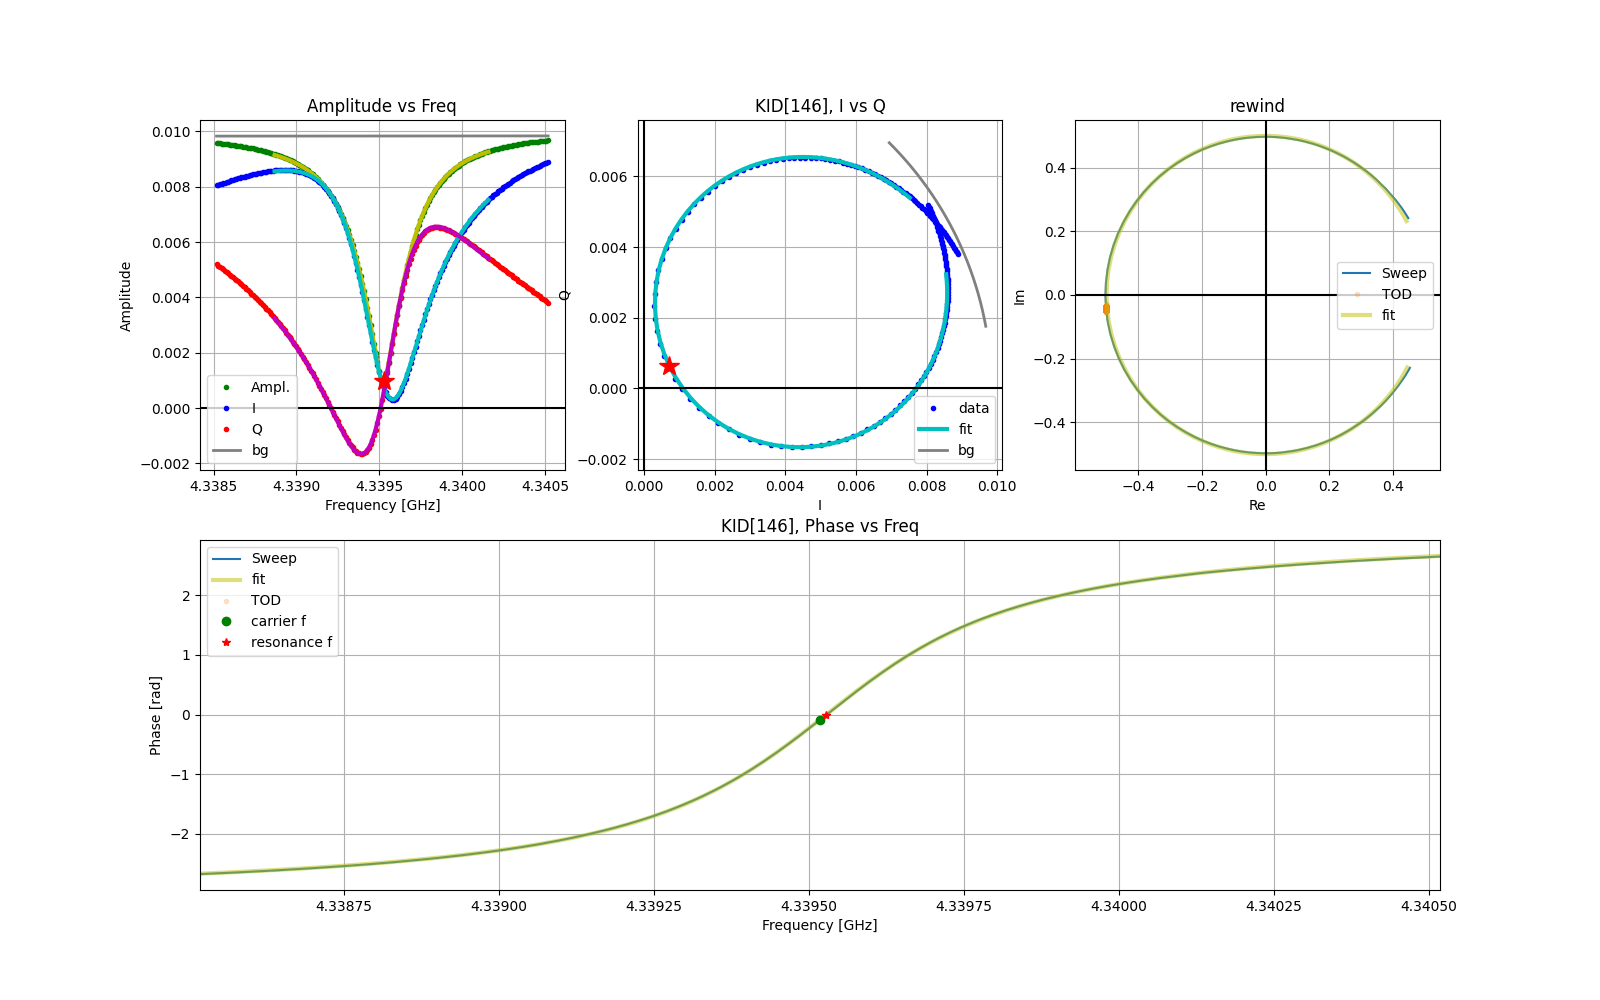 Amplitude vs Freq
Amplitude
0.010
0.008
0.006
0.004
0.002
0.000
−0.002
Ampl.
I
Q
bg
4.3385
4.3390
4.3395
4.3400
4.3405
Frequency [GHz]
KID[146], I vs Q
Q
0.006
0.004
0.002
0.000
−0.002
data
fit
bg
0.000
0.002
0.004
0.006
0.008
0.010
I
rewind
Im
0.4
0.2
0.0
−0.2
−0.4
Sweep
TOD
fit
−0.4
−0.2
0.0
0.2
0.4
Re
KID[146], Phase vs Freq
Phase [rad]
2
1
0
−1
−2
Sweep
fit
TOD
carrier f
resonance f
4.33875
4.33900
4.33925
4.33950
4.33975
4.34000
4.34025
4.34050
Frequency [GHz]